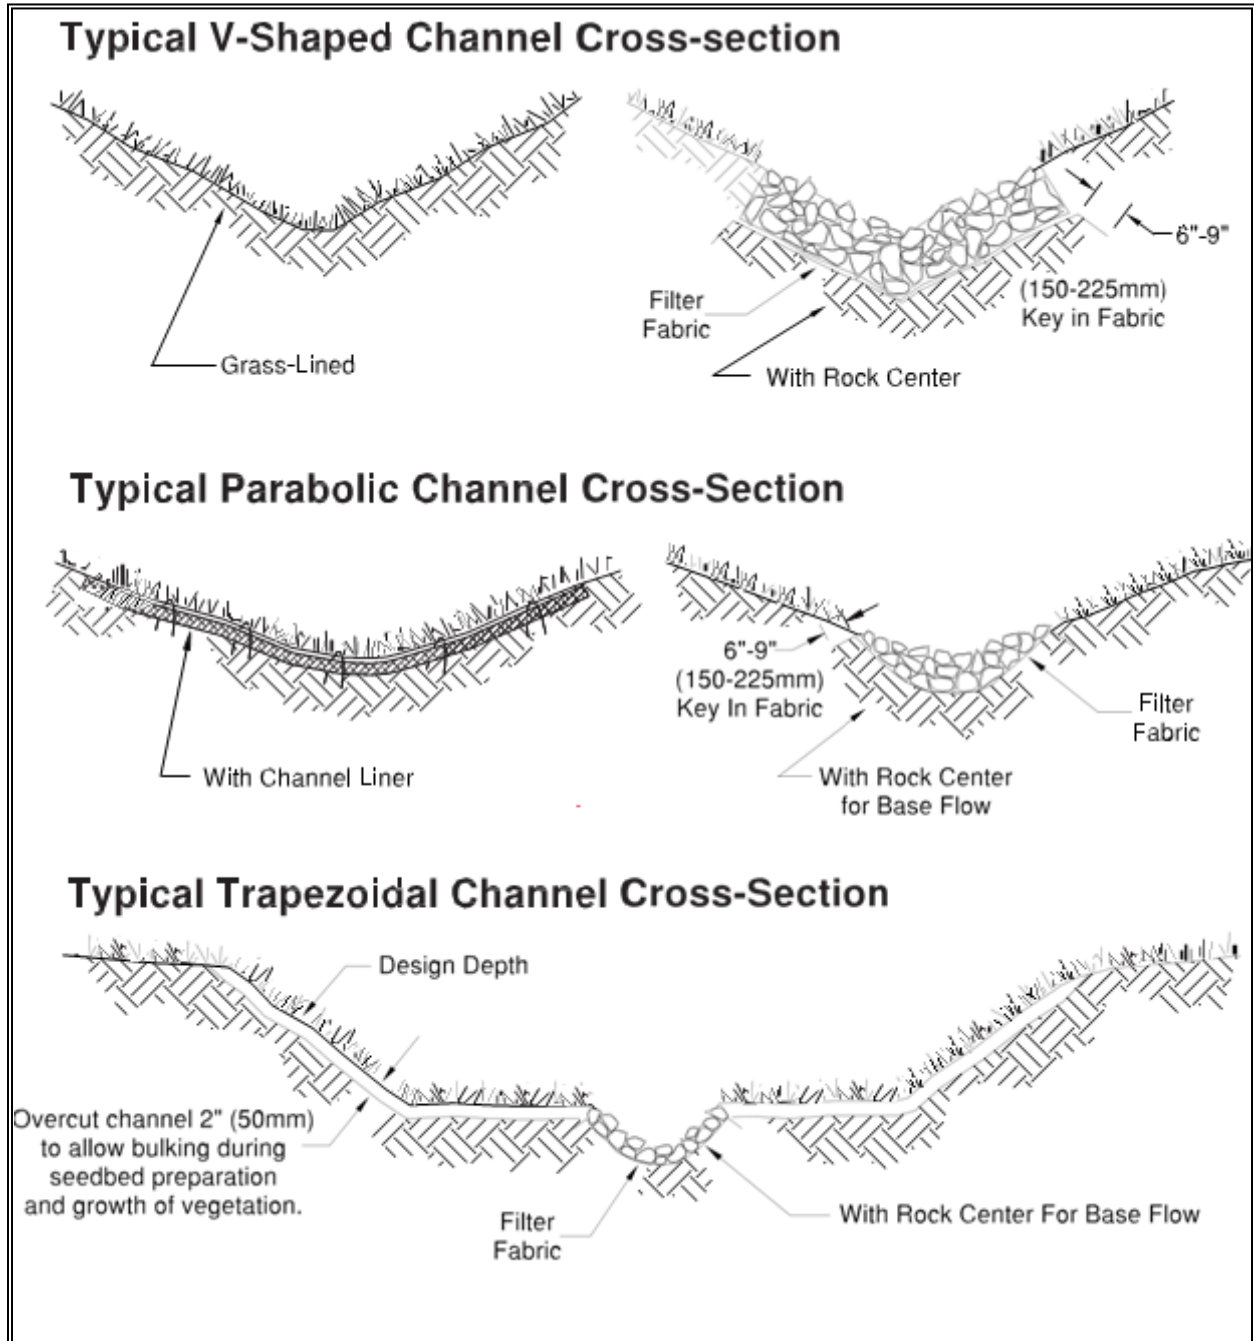 Typical V-Shaped Channel Cross-section
6"-9"
Filter
Fabric
(150-225mm)
Key in Fabric
Grass-Lined
With Rock Center
Typical Parabolic Channel Cross-Section
6"-9"
(150-225mm)
Key In Fabric
Filter
Fabric
With Channel Liner
With Rock Center
for Base Flow
Typical Trapezoidal Channel Cross-Section
Design Depth
Overcut channel 2" (50mm)
to allow bulking during
seedbed preparation
and growth of vegetation.
Filter
Fabric
With Rock Center For Base Flow